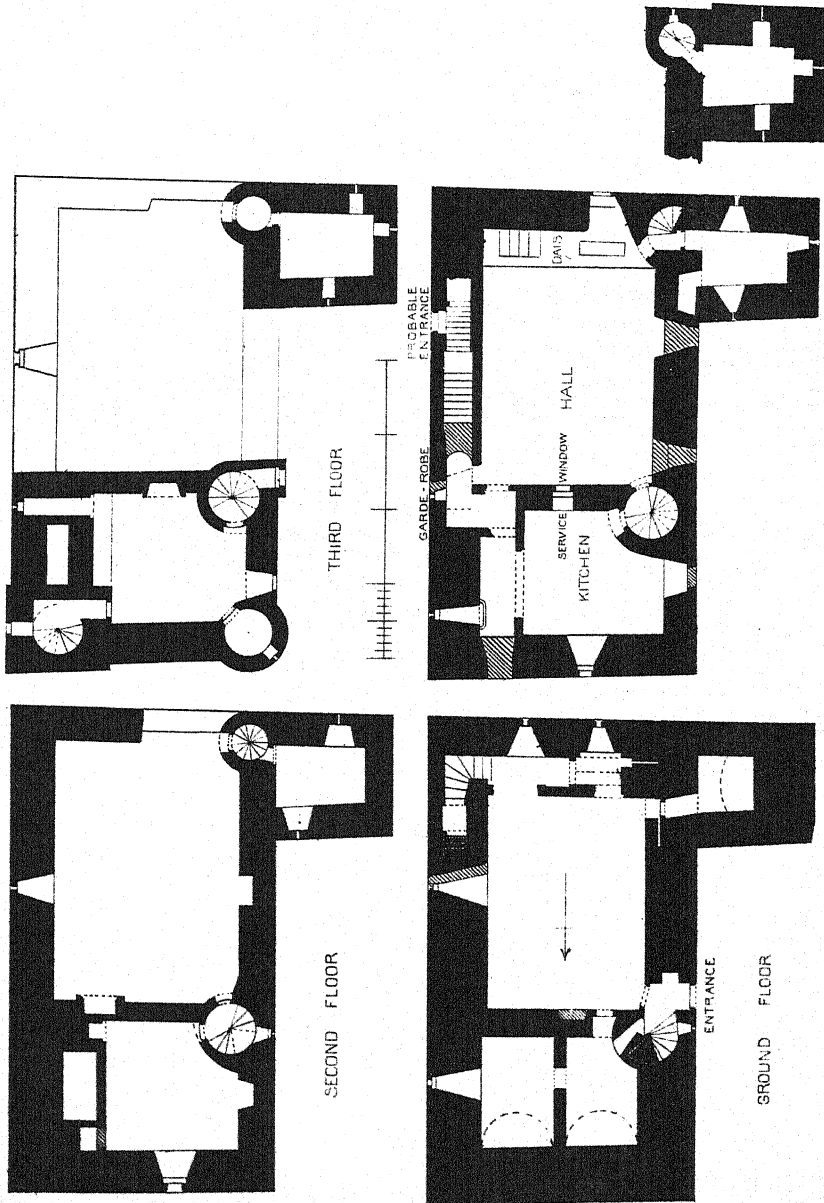 THIRD FLOOR
PROBABLE
ENTRANCE
GARDE-ROBE
DAIS
HALL
SERVICE WINDOW
KITCHEN
SECOND FLOOR
ENTRANCE
GROUND FLOOR